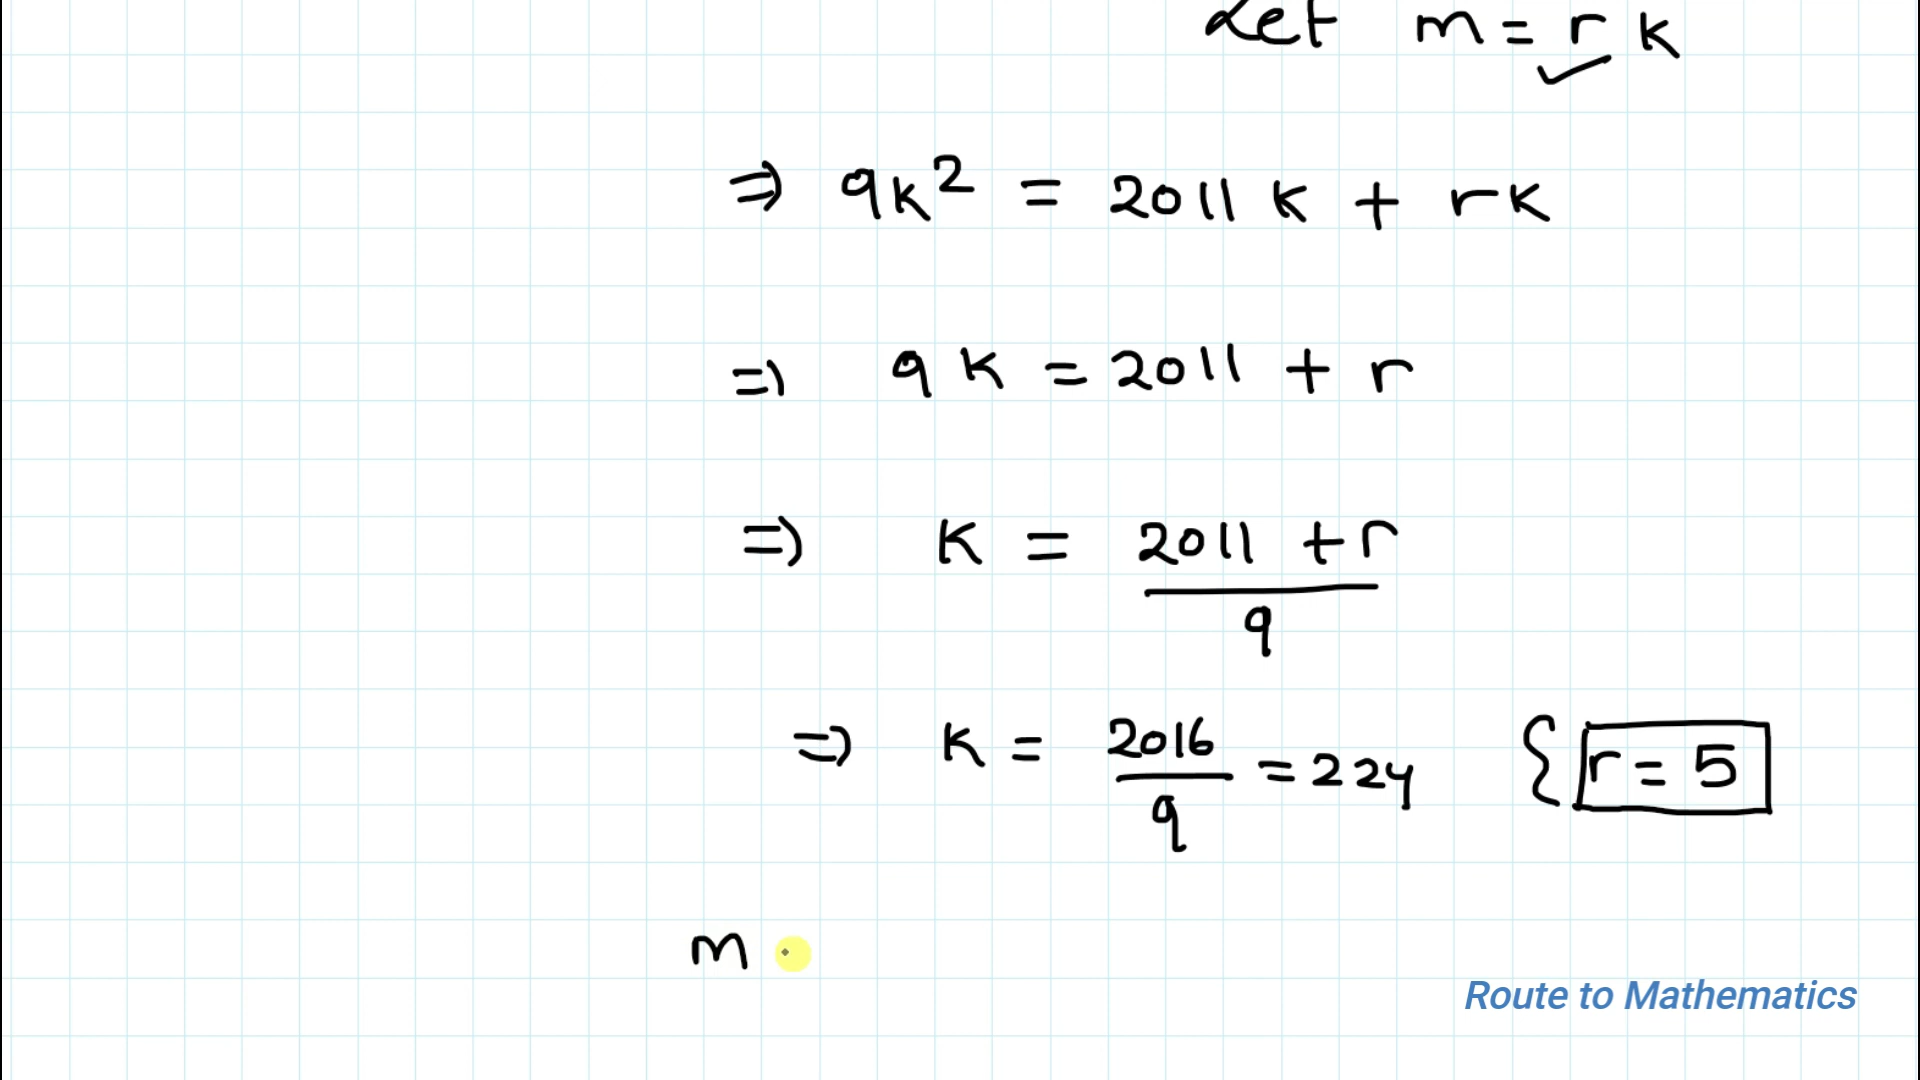 Let m = r k
⇒ 9k² = 2011 k + rk
⇒ 9 k = 2011 + r
⇒ k = 2011 + r / 9
⇒ k = 2016 / 9 = 224 { r = 5
m
Route to Mathematics